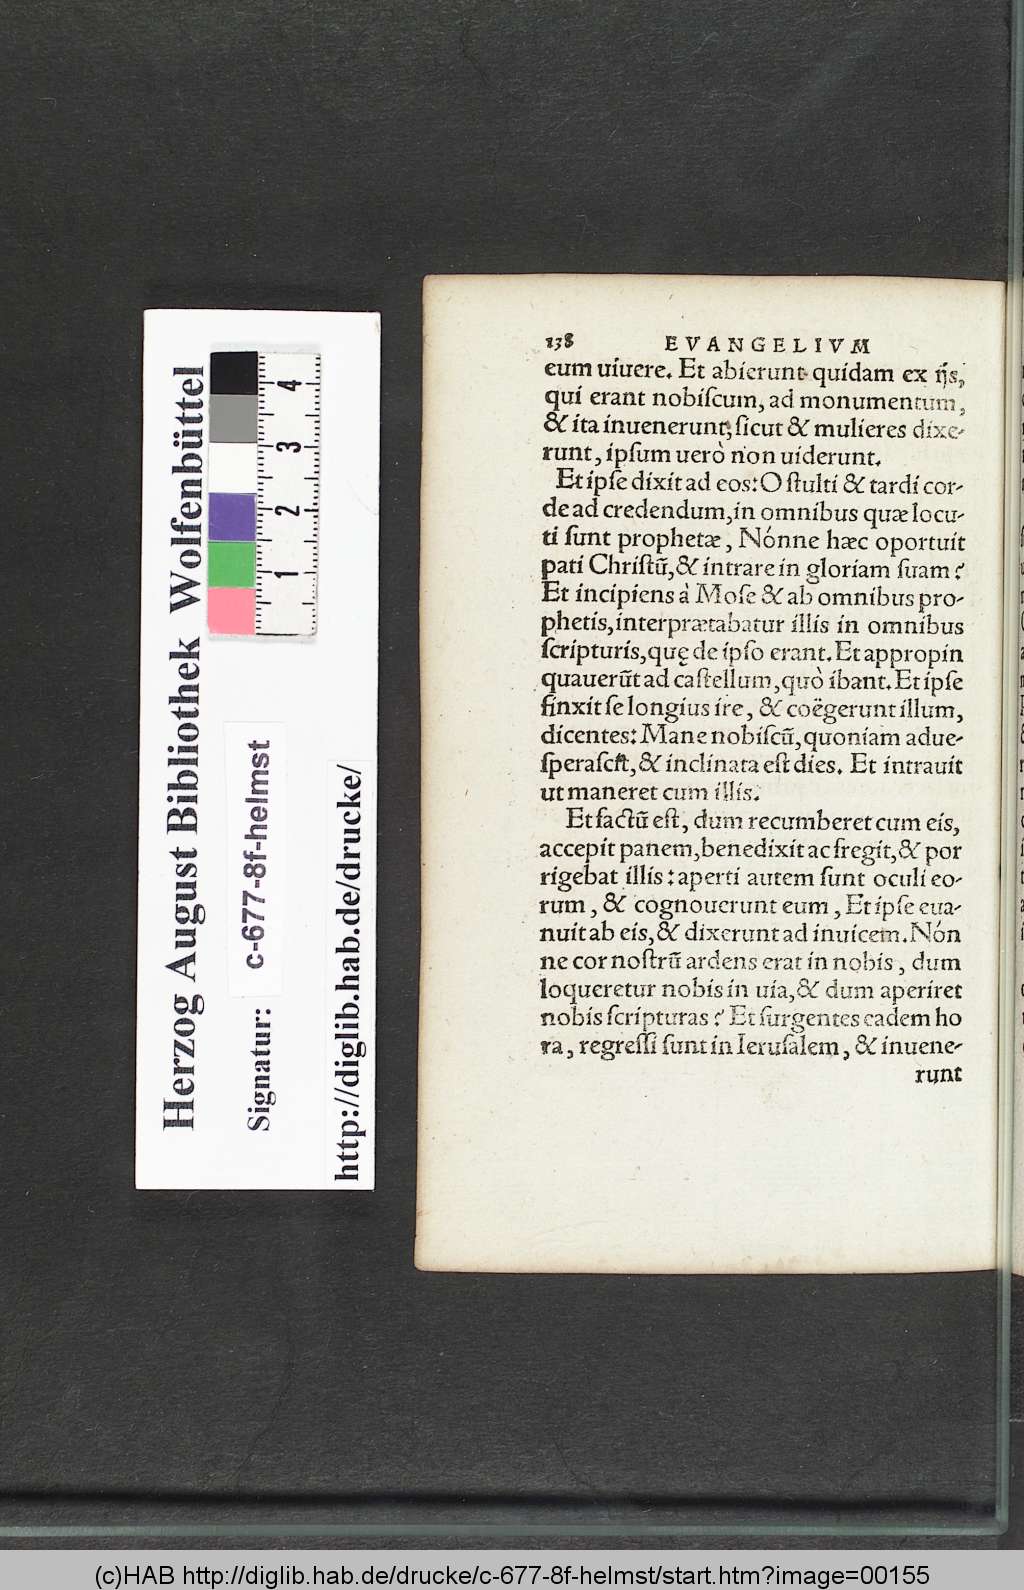 138 EVANGELIVM
eum uiuere. Et abierunt quidam ex ijs,
qui erant nobiſcum, ad monumentum,
& ita inuenerunt, ſicut & mulieres dixe-
runt, ipſum uerò non uiderunt.
Et ipſe dixit ad eos: O ſtulti & tardi cor-
de ad credendum, in omnibus quæ locu-
ti ſunt prophetæ, Nónne hæc oportuit
pati Chriſtũ, & intrare in gloriam ſuam?
Et incipiens à Moſe & ab omnibus pro-
phetis, interprætabatur illis in omnibus
ſcripturis, quę de ipſo erant. Et appropin
quauerũt ad caſtellum, quò ibant. Et ipſe
finxit ſe longius ire, & coëgerunt illum,
dicentes: Mane nobiſcũ, quoniam adue-
ſperaſcit, & inclinata eſt dies. Et intrauit
ut maneret cum illis.
Et factũ eſt, dum recumberet cum eis,
accepit panem, benedixit ac fregit, & por
rigebat illis: aperti autem ſunt oculi eo-
rum, & cognouerunt eum, Et ipſe eua-
nuit ab eis, & dixerunt ad inuicem. Nón
ne cor noſtrũ ardens erat in nobis, dum
loqueretur nobis in uia, & dum aperiret
nobis ſcripturas? Et ſurgentes eadem ho
ra, regreſſi ſunt in Ieruſalem, & inuene-
runt
Herzog August Bibliothek Wolfenbüttel
Signatur: c-677-8f-helmst
http://diglib.hab.de/drucke/
4
3
2
1
(c)HAB http://diglib.hab.de/drucke/c-677-8f-helmst/start.htm?image=00155